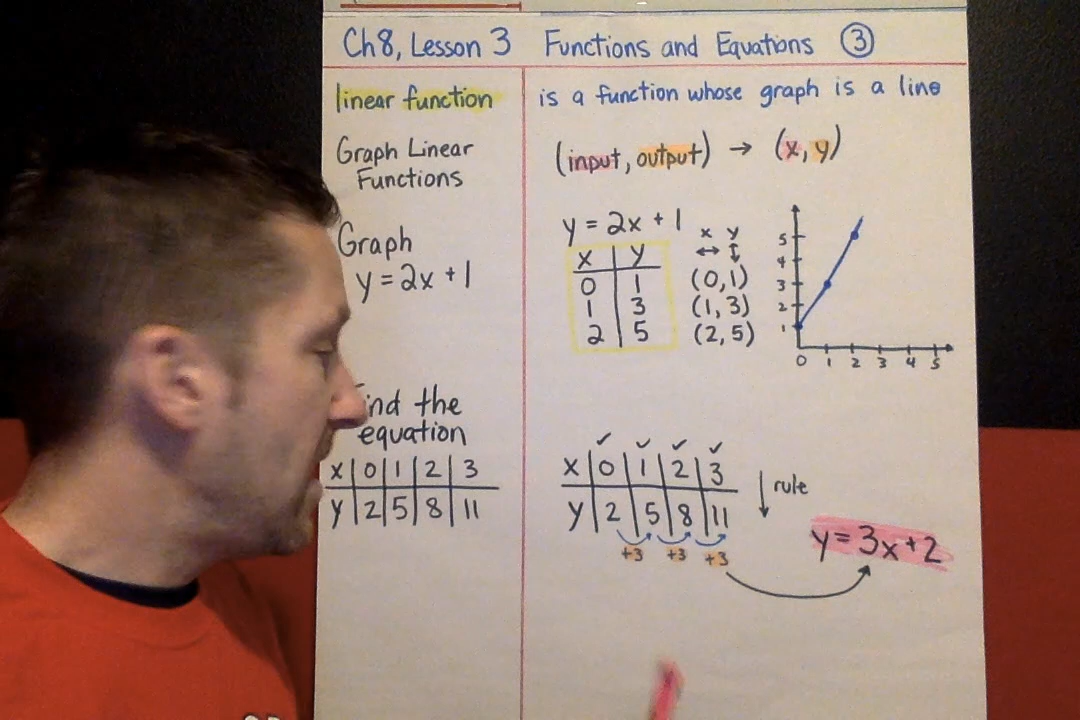 Ch 8, Lesson 3 Functions and Equations ③
linear function is a function whose graph is a line
Graph Linear
Functions
(input, output) → (x, y)
Graph
y = 2x + 1
y = 2x + 1
x | y
0 | 1
1 | 3
2 | 5
x y
↔ ↕
(0,1)
(1, 3)
(2, 5)
5
4
3
2
1
0 1 2 3 4 5
ind the
equation
x | 0 | 1 | 2 | 3
y | 2 | 5 | 8 | 11
✓ ✓ ✓ ✓
x | 0 | 1 | 2 | 3
y | 2 | 5 | 8 | 11
↓ rule
+3 +3 +3
y = 3x + 2